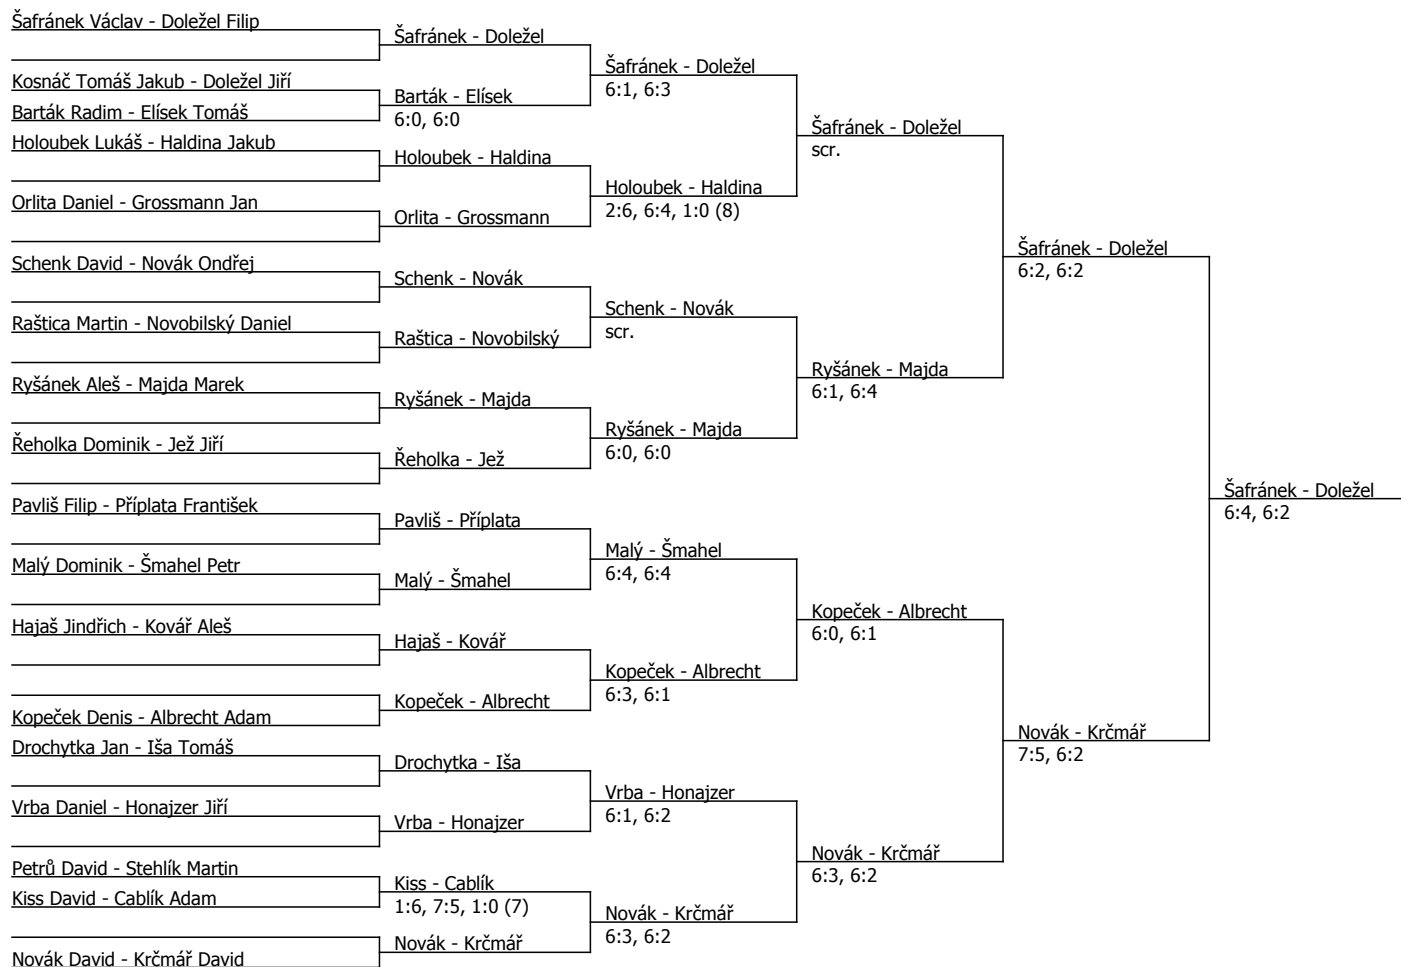 Šafránek Václav - Doležel Filip
Kosnáč Tomáš Jakub - Doležel Jiří
Barták Radim - Elísek Tomáš
Holoubek Lukáš - Haldina Jakub
Orlita Daniel - Grossmann Jan
Schenk David - Novák Ondřej
Raštica Martin - Novobilský Daniel
Ryšánek Aleš - Majda Marek
Řeholka Dominik - Jež Jiří
Pavliš Filip - Příplata František
Malý Dominik - Šmahel Petr
Hajaš Jindřich - Kovář Aleš
Kopeček Denis - Albrecht Adam
Drochytka Jan - Iša Tomáš
Vrba Daniel - Honajzer Jiří
Petrů David - Stehlík Martin
Kiss David - Cablík Adam
Novák David - Krčmář David
Šafránek - Doležel
Barták - Elísek
6:0, 6:0
Holoubek - Haldina
Orlita - Grossmann
Schenk - Novák
Raštica - Novobilský
Ryšánek - Majda
Řeholka - Jež
Pavliš - Příplata
Malý - Šmahel
Hajaš - Kovář
Kopeček - Albrecht
Drochytka - Iša
Vrba - Honajzer
Kiss - Cablík
1:6, 7:5, 1:0 (7)
Novák - Krčmář
Šafránek - Doležel
6:1, 6:3
Holoubek - Haldina
2:6, 6:4, 1:0 (8)
Schenk - Novák
scr.
Ryšánek - Majda
6:0, 6:0
Malý - Šmahel
6:4, 6:4
Kopeček - Albrecht
6:3, 6:1
Vrba - Honajzer
6:1, 6:2
Novák - Krčmář
6:3, 6:2
Šafránek - Doležel
scr.
Ryšánek - Majda
6:1, 6:4
Kopeček - Albrecht
6:0, 6:1
Novák - Krčmář
6:3, 6:2
Šafránek - Doležel
6:2, 6:2
Novák - Krčmář
7:5, 6:2
Šafránek - Doležel
6:4, 6:2